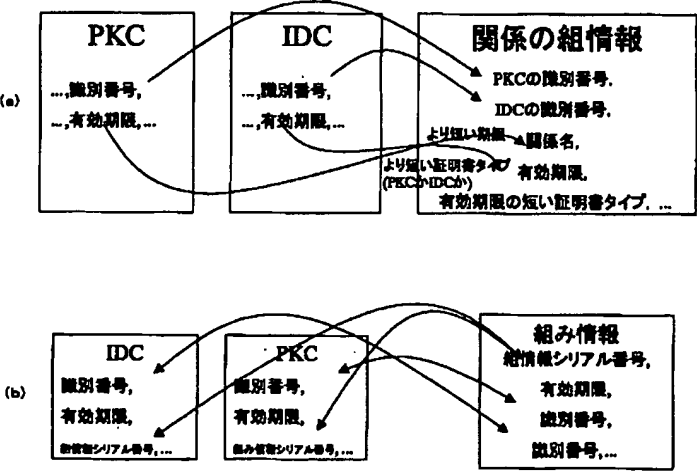 (a)
PKC
...,識別番号,
...,有効期限,...
IDC
...,識別番号,
...,有効期限,...
関係の組情報
PKCの識別番号,
IDCの識別番号,
より短い期限
関係名,
より短い証明書タイプ
(PKCかIDCか)
有効期限,
有効期限の短い証明書タイプ, ...
(b)
IDC
識別番号,
有効期限,
組情報シリアル番号, ...
PKC
識別番号,
有効期限,
組み情報シリアル番号, ...
組み情報
組情報シリアル番号,
有効期限,
識別番号,
識別番号,...